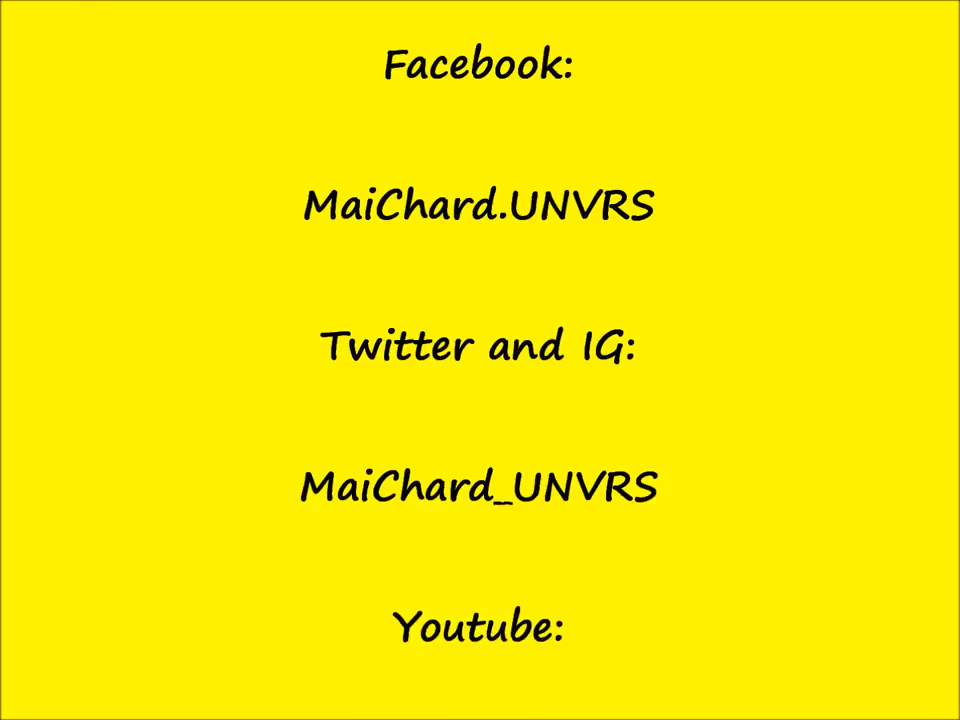 Facebook:
MaiChard.UNVRS
Twitter and IG:
MaiChard_UNVRS
Youtube: